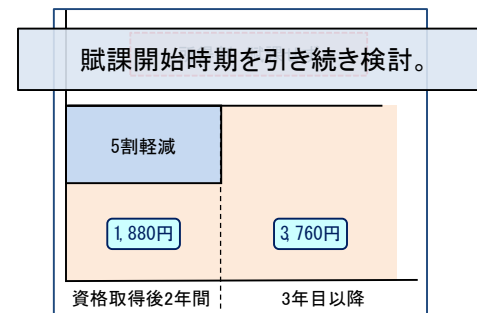 賦課開始時期を引き続き検討。
5割軽減
1,880円
3,760円
資格取得後2年間
3年目以降